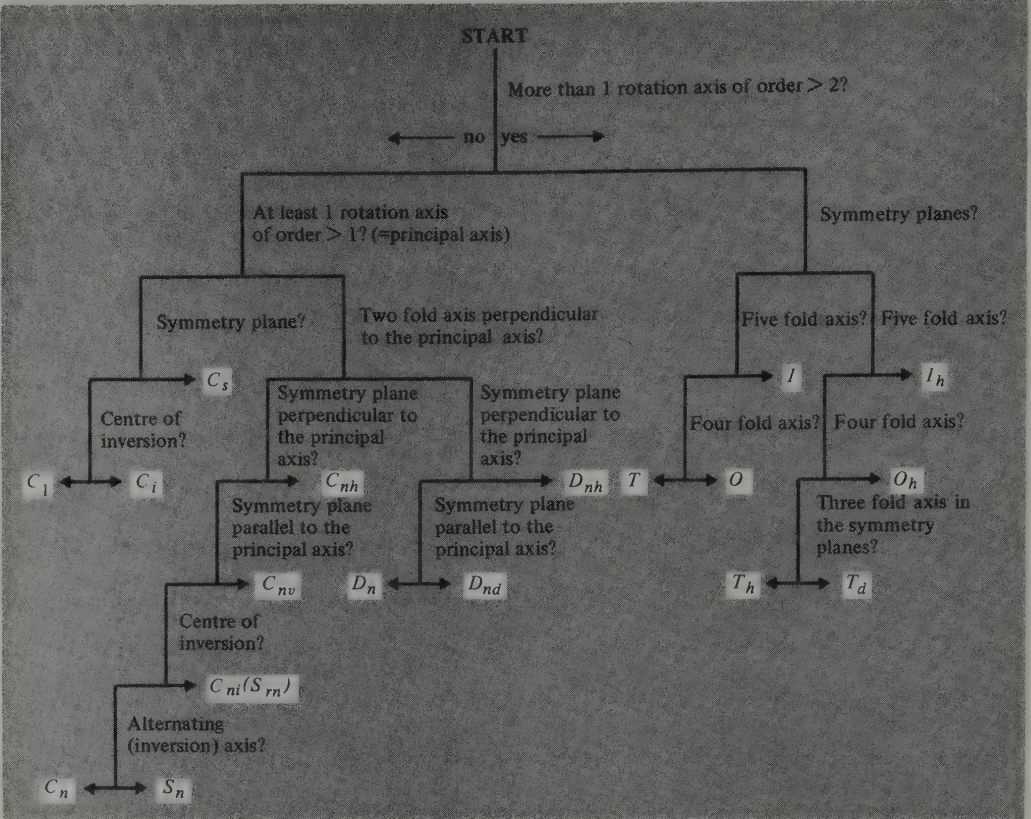 START
More than 1 rotation axis of order > 2?
no yes
At least 1 rotation axis
of order > 1? (=principal axis)
Symmetry planes?
Symmetry plane?
Two fold axis perpendicular
to the principal axis?
Five fold axis?
Five fold axis?
C_s
I
I_h
Centre of
inversion?
Symmetry plane
perpendicular to
the principal
axis?
Symmetry plane
perpendicular to
the principal
axis?
Four fold axis?
Four fold axis?
C_1
C_i
C_nh
D_nh
T
O
O_h
Symmetry plane
parallel to the
principal axis?
Symmetry plane
parallel to the
principal axis?
Three fold axis in
the symmetry
planes?
C_nv
D_n
D_nd
T_h
T_d
Centre of
inversion?
C_ni (S_rn)
Alternating
(inversion) axis?
C_n
S_n